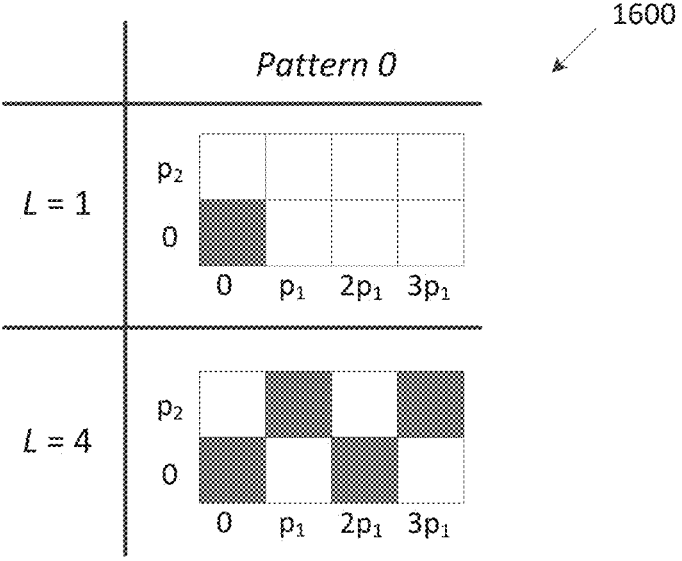 1600
Pattern 0
L = 1
p₂
0
0 p₁ 2p₁ 3p₁
L = 4
p₂
0
0 p₁ 2p₁ 3p₁